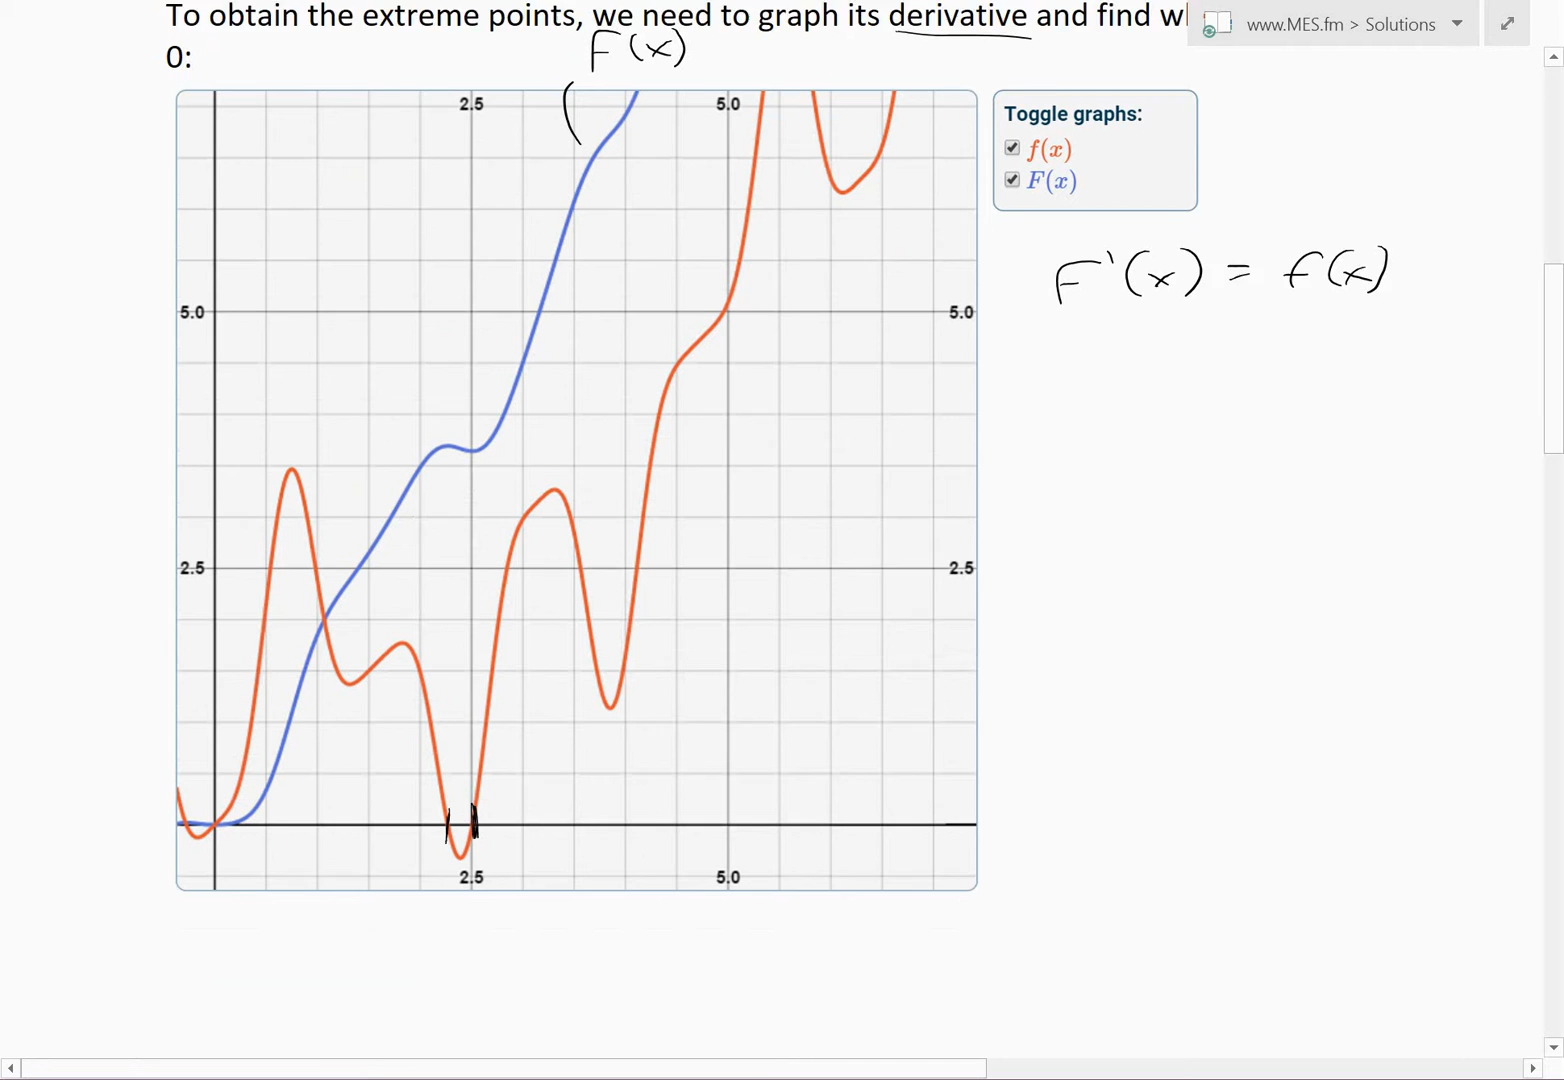 To obtain the extreme points, we need to graph its derivative and find
0:
F(x)
www.MES.fm > Solutions
2.5 5.0
Toggle graphs:
f(x)
F(x)
F'(x) = f(x)
5.0 5.0
2.5 2.5
2.5 5.0